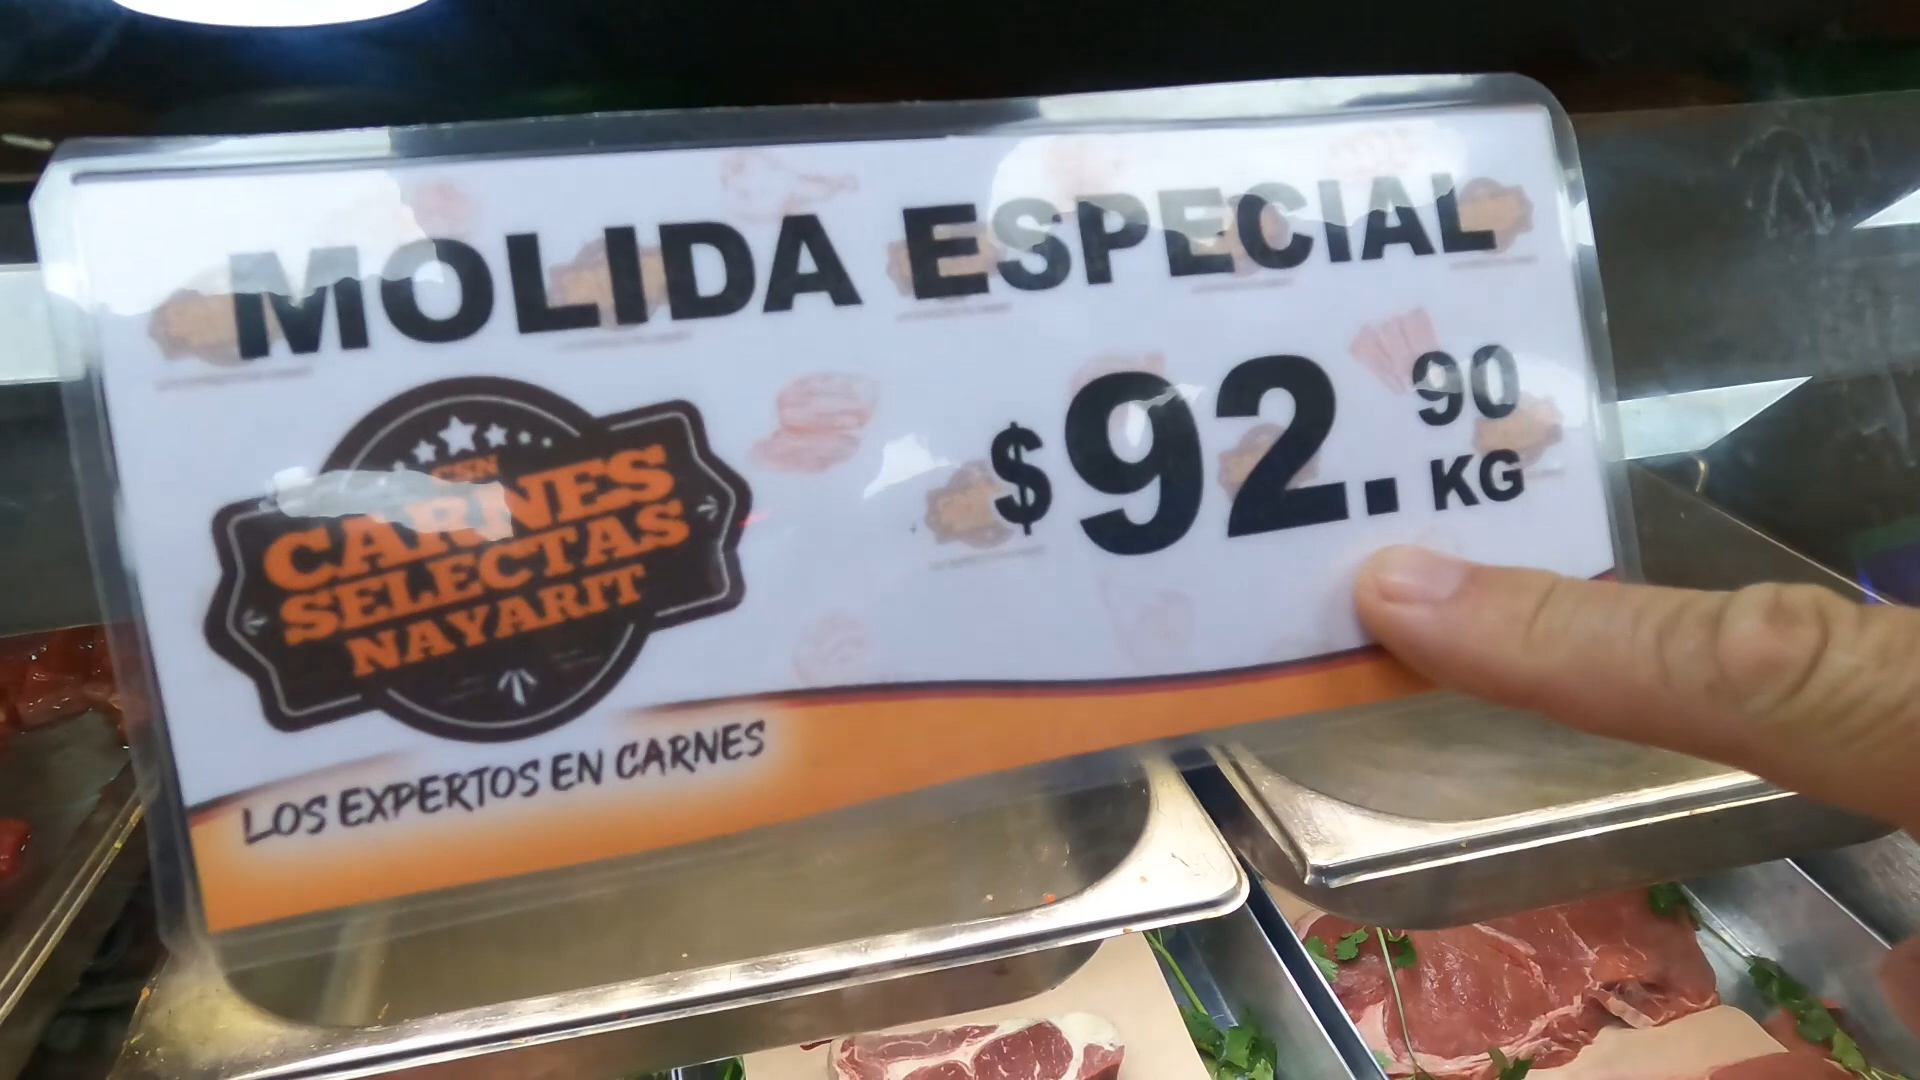 MOLIDA ESPECIAL
$92.90
KG
CSN
CARNES
SELECTAS
NAYARIT
LOS EXPERTOS EN CARNES